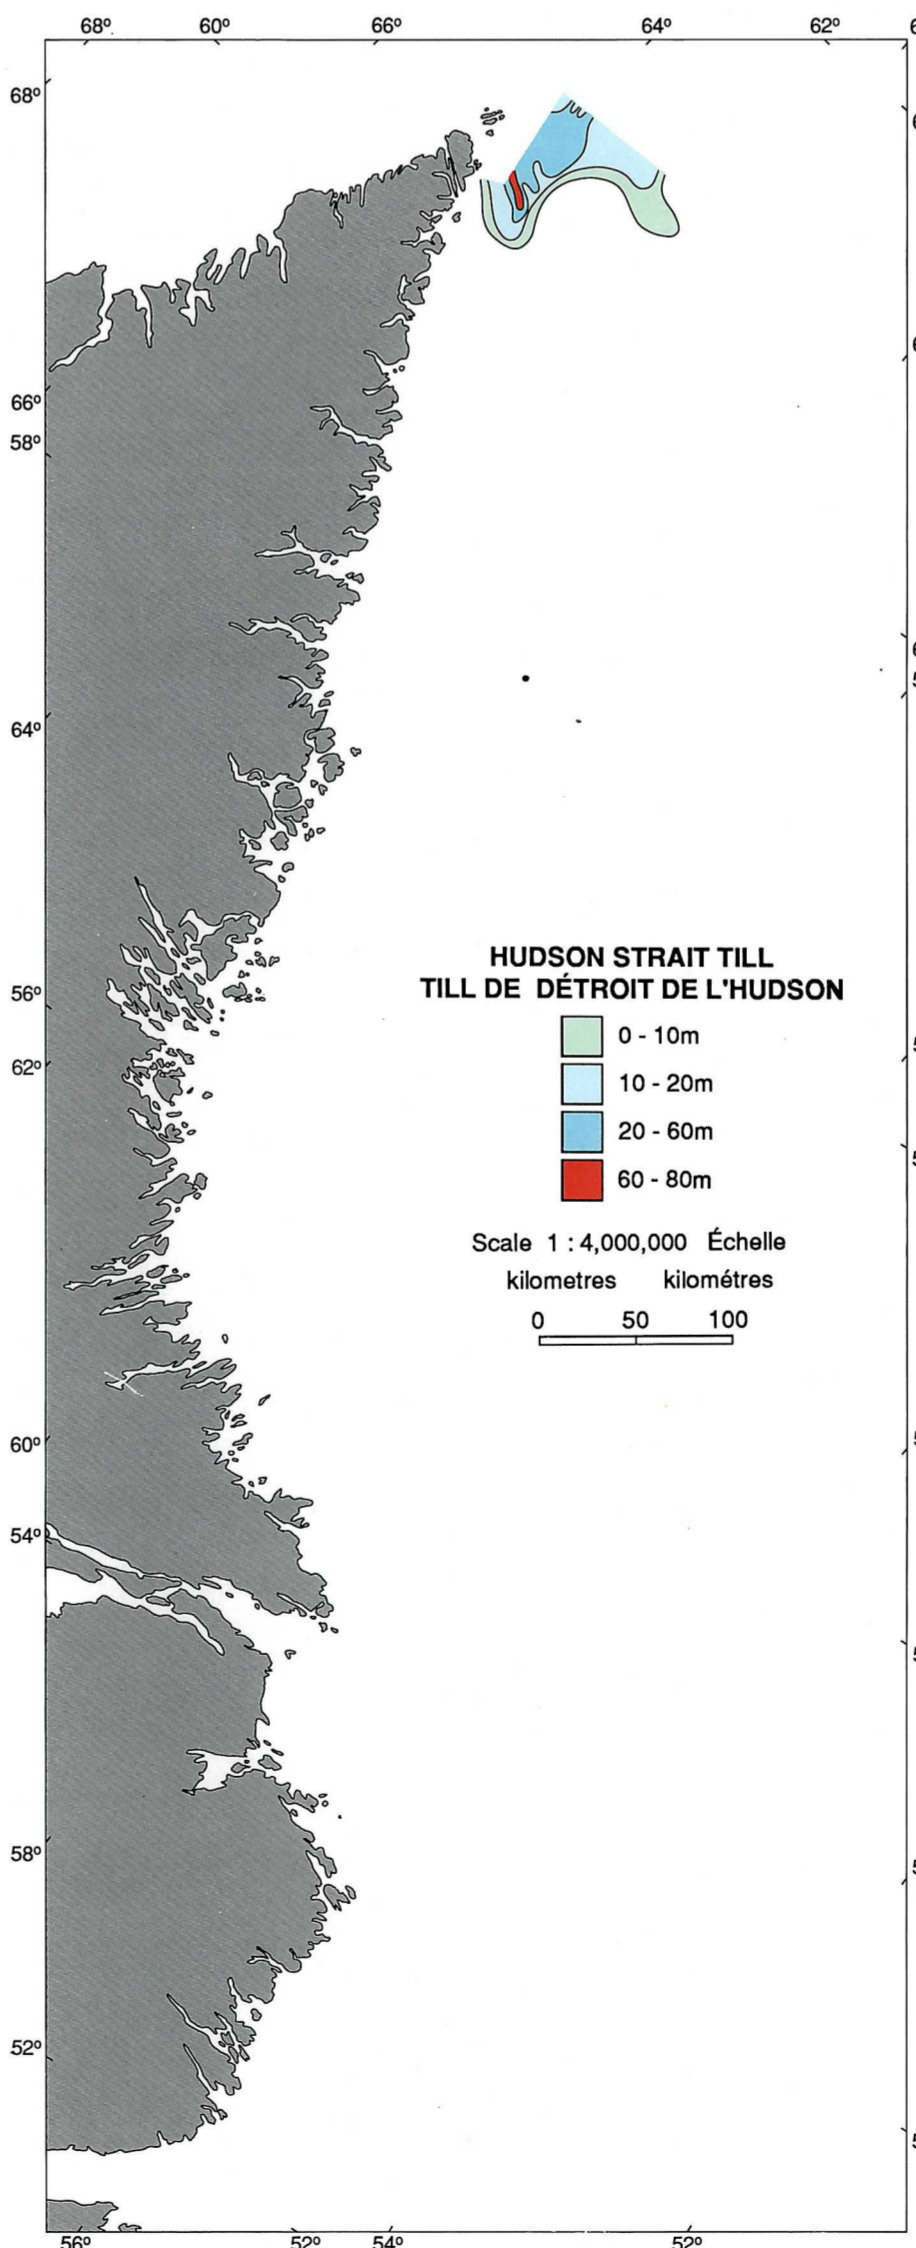 68° 60° 66° 64° 62°
68°
66°
58°
64°
HUDSON STRAIT TILL
TILL DE DÉTROIT DE L'HUDSON
56°
0 - 10m
62°
10 - 20m
20 - 60m
60 - 80m
Scale 1 : 4,000,000 Échelle
kilometres kilométres
0 50 100
60°
54°
58°
52°
56° 52° 54° 52°